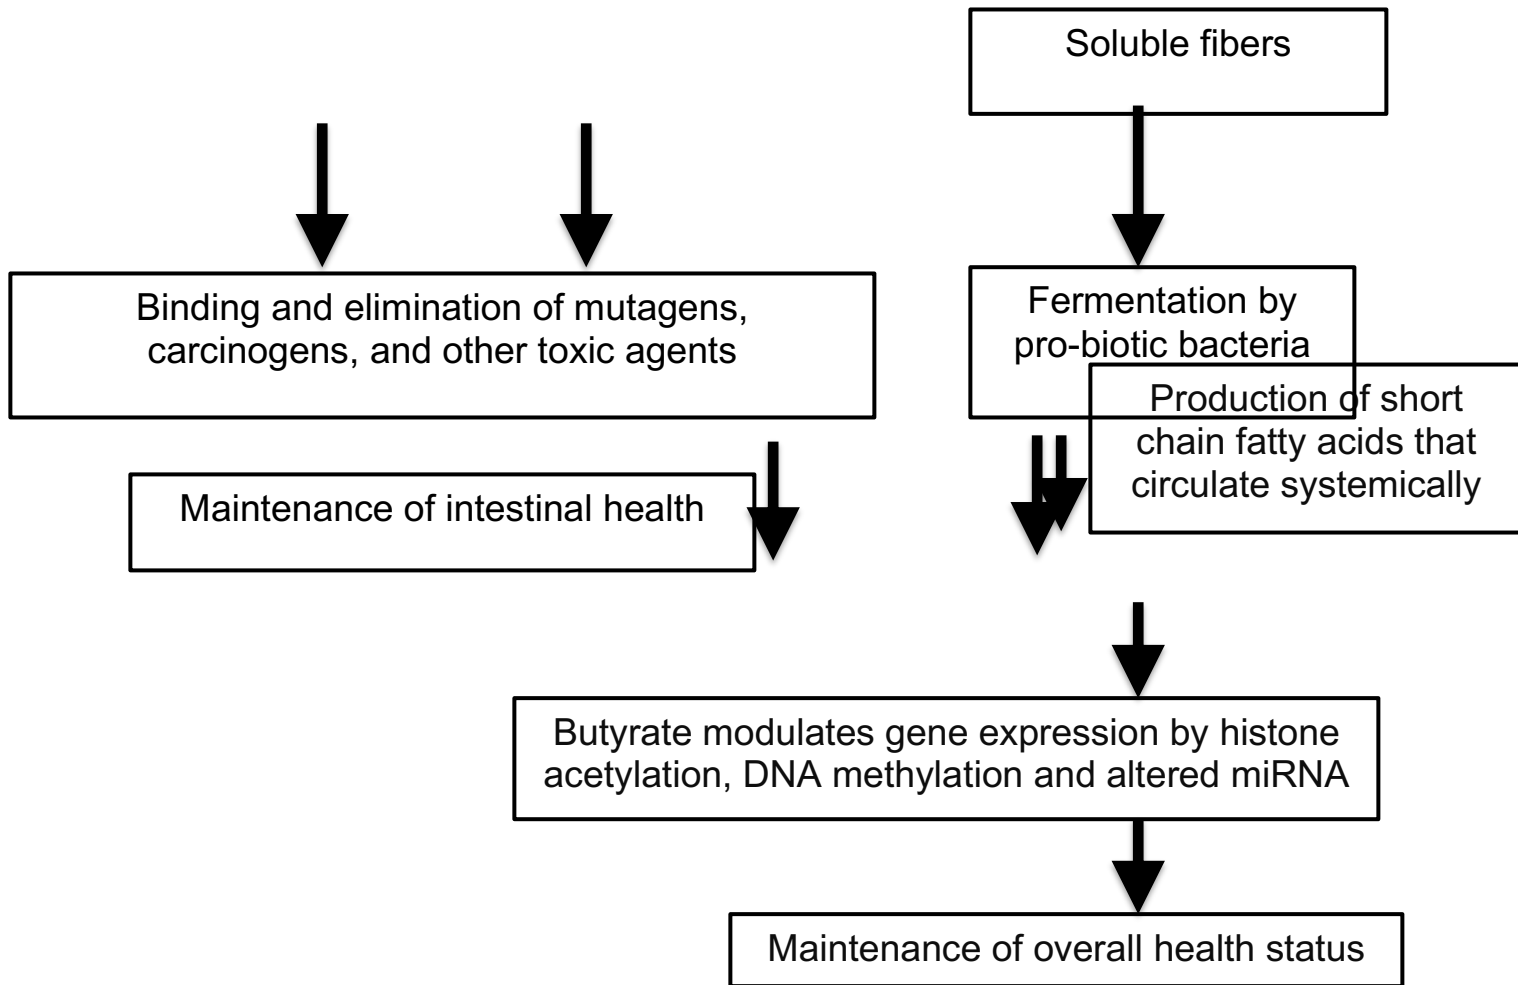 Soluble fibers
Binding and elimination of mutagens,
carcinogens, and other toxic agents
Fermentation by
pro-biotic bacteria
Production of short
chain fatty acids that
circulate systemically
Maintenance of intestinal health
Butyrate modulates gene expression by histone
acetylation, DNA methylation and altered miRNA
Maintenance of overall health status